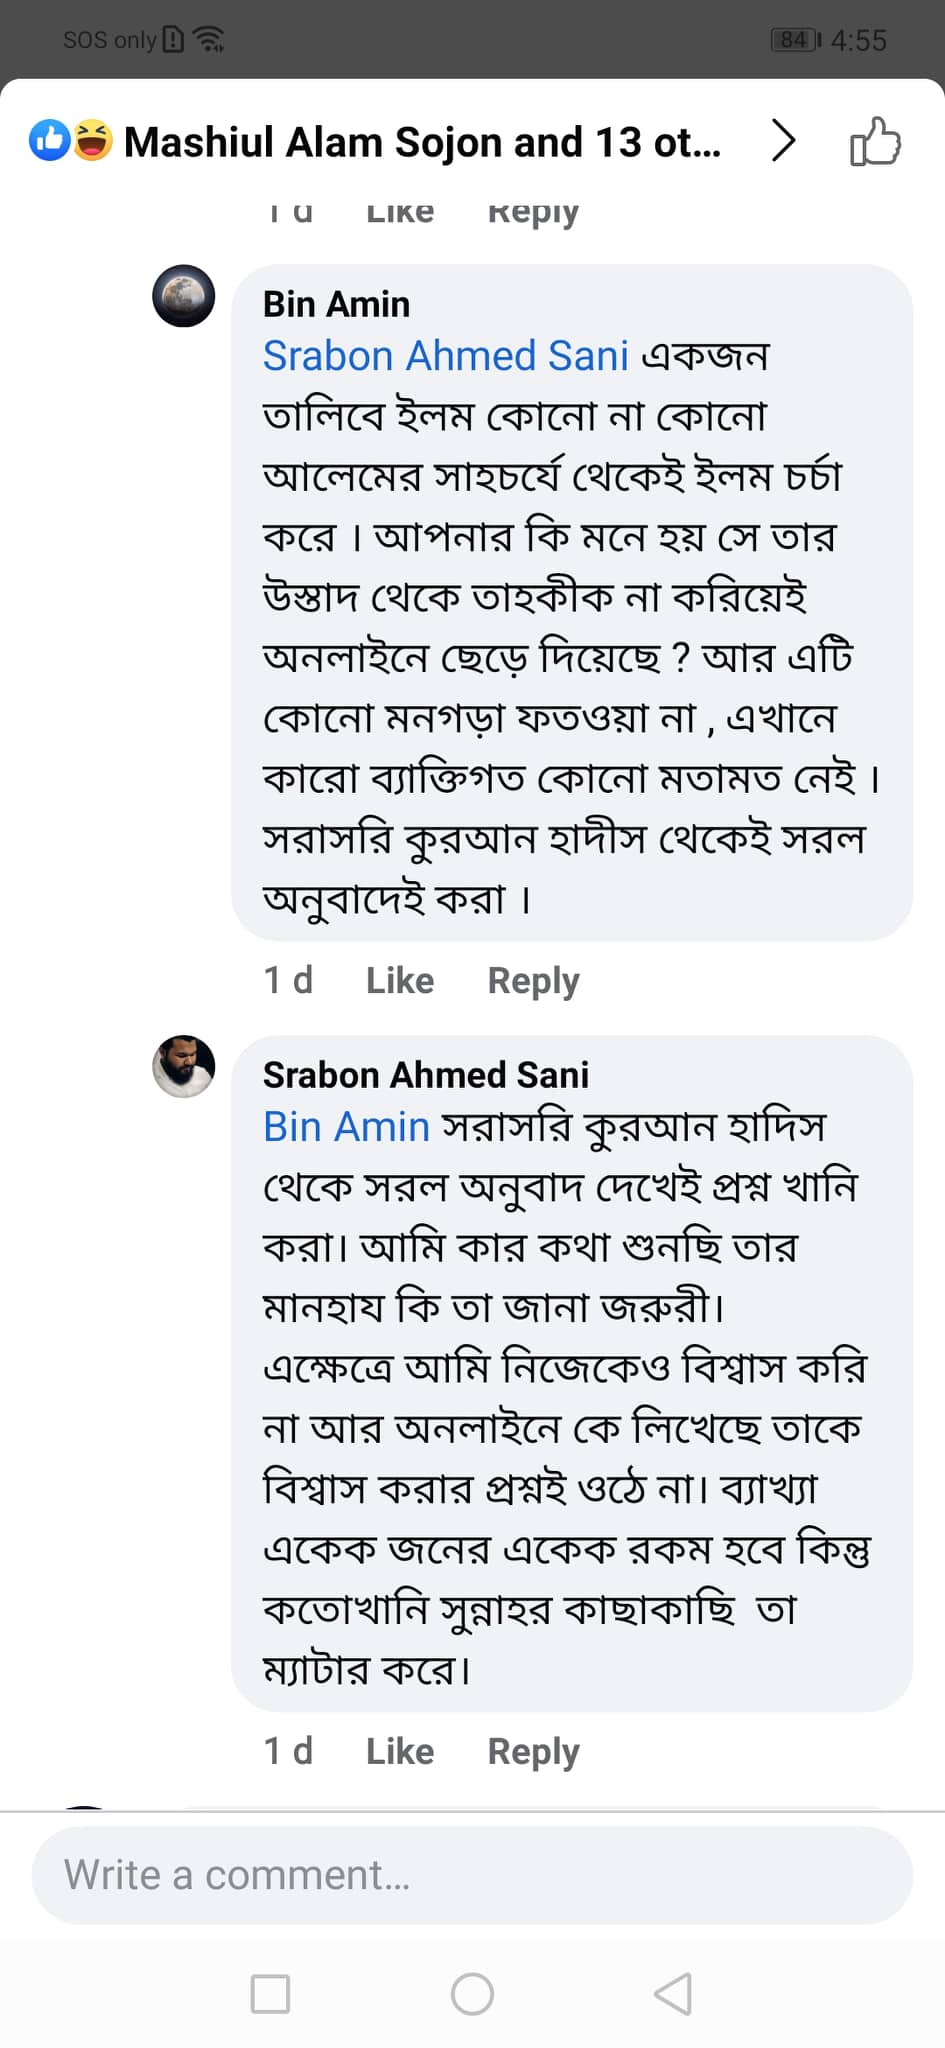 SOS only
84 4:55
Mashiul Alam Sojon and 13 ot...
1 d Like Reply
Bin Amin
Srabon Ahmed Sani একজন
তালিবে ইলম কোনো না কোনো
আলেমের সাহচর্যে থেকেই ইলম চর্চা
করে । আপনার কি মনে হয় সে তার
উস্তাদ থেকে তাহকীক না করিয়েই
অনলাইনে ছেড়ে দিয়েছে ? আর এটি
কোনো মনগড়া ফতওয়া না , এখানে
কারো ব্যাক্তিগত কোনো মতামত নেই ।
সরাসরি কুরআন হাদীস থেকেই সরল
অনুবাদেই করা ।
1 d Like Reply
Srabon Ahmed Sani
Bin Amin সরাসরি কুরআন হাদিস
থেকে সরল অনুবাদ দেখেই প্রশ্ন খানি
করা। আমি কার কথা শুনছি তার
মানহায কি তা জানা জরুরী।
এক্ষেত্রে আমি নিজেকেও বিশ্বাস করি
না আর অনলাইনে কে লিখেছে তাকে
বিশ্বাস করার প্রশ্নই ওঠে না। ব্যাখ্যা
একেক জনের একেক রকম হবে কিন্তু
কতোখানি সুন্নাহর কাছাকাছি তা
ম্যাটার করে।
1 d Like Reply
Write a comment...